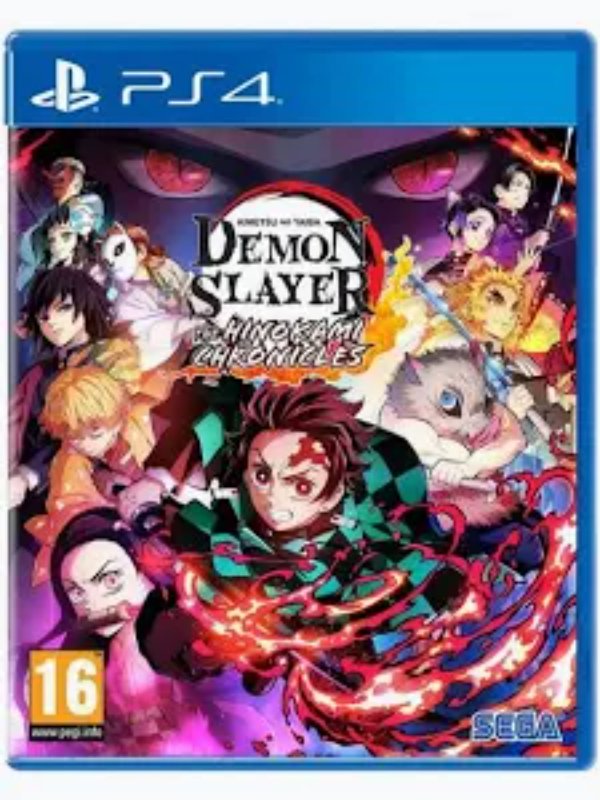 PS4
KIMETSU NO YAIBA
DEMON
SLAYER
THE HINOKAMI
CHRONICLES
16
www.pegi.info
SEGA